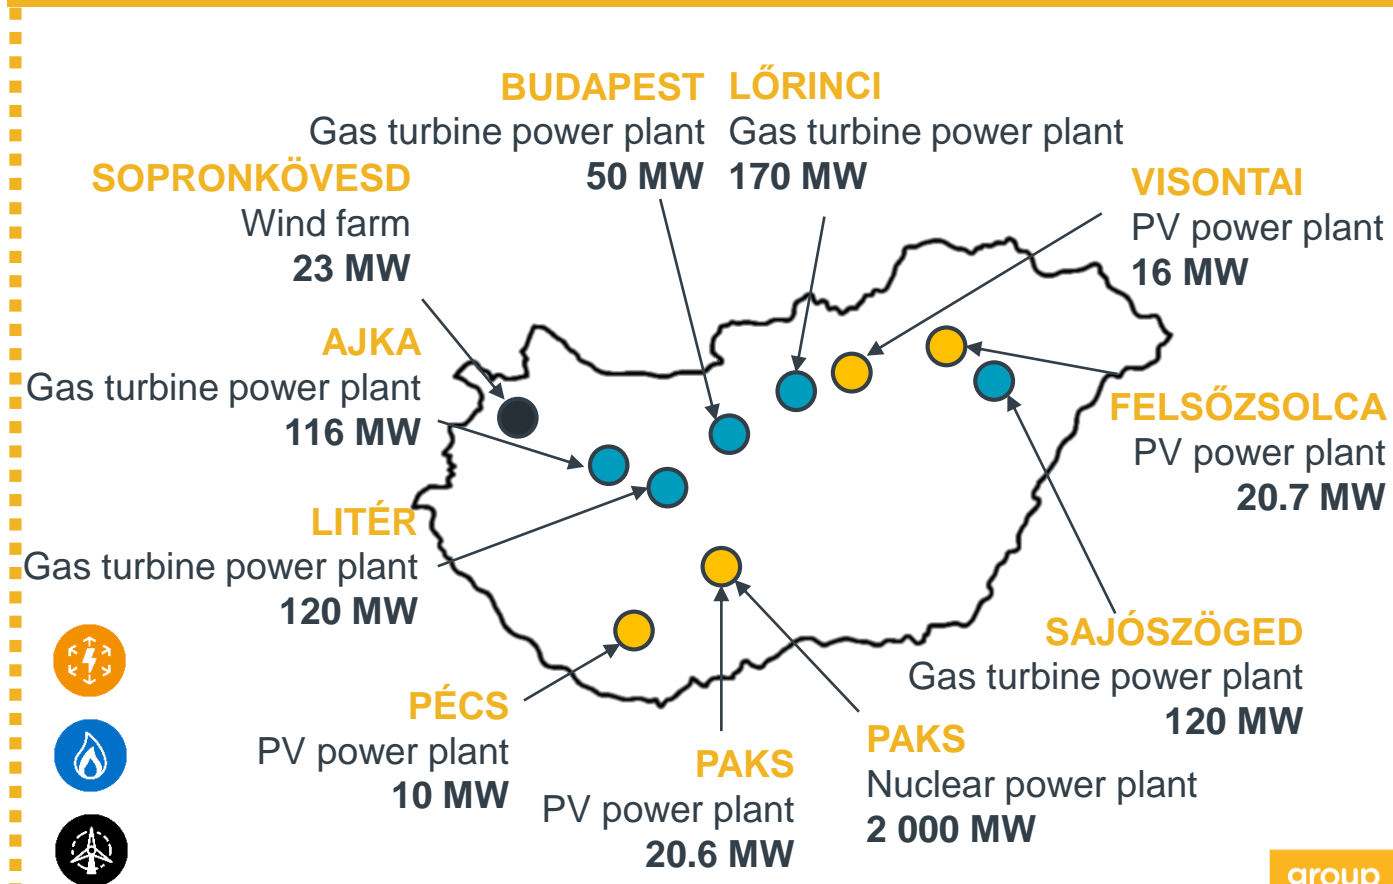 BUDAPEST
Gas turbine power plant
50 MW
LŐRINCI
Gas turbine power plant
170 MW
SOPRONKÖVESD
Wind farm
23 MW
VISONTAI
PV power plant
16 MW
AJKA
Gas turbine power plant
116 MW
FELSŐZSOLCA
PV power plant
20.7 MW
LITÉR
Gas turbine power plant
120 MW
SAJÓSZÖGED
Gas turbine power plant
120 MW
PÉCS
PV power plant
10 MW
PAKS
PV power plant
20.6 MW
PAKS
Nuclear power plant
2 000 MW
group